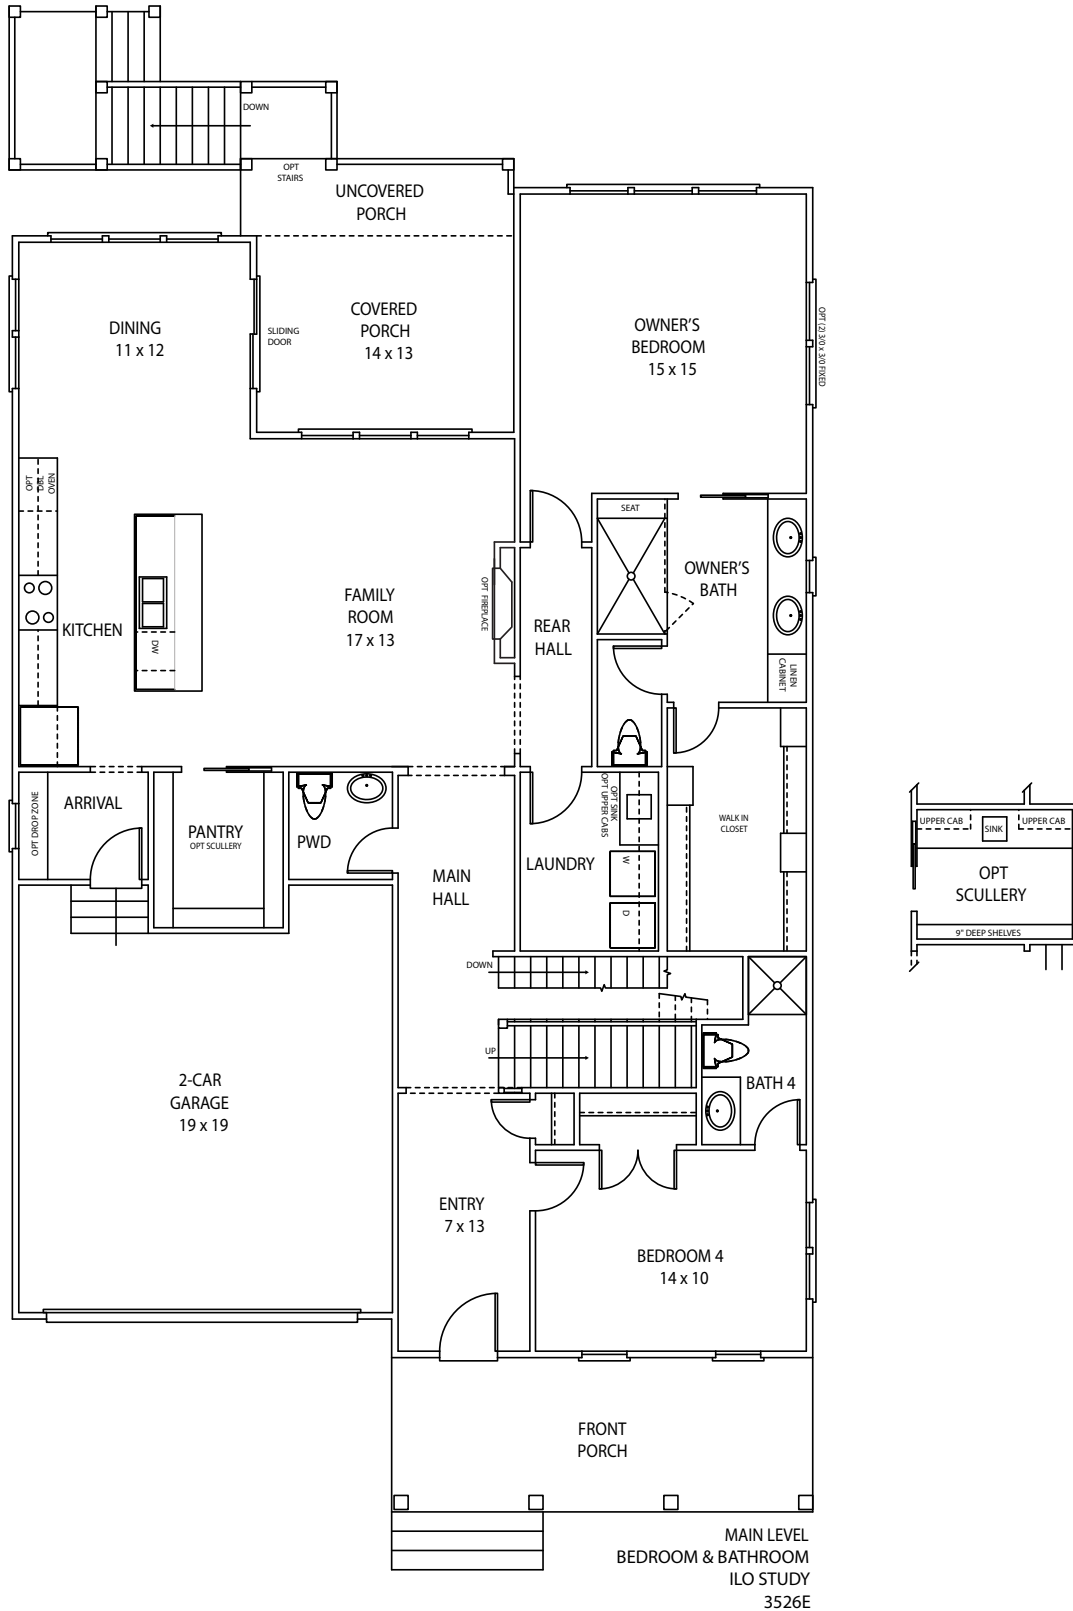 DOWN
OPT
STAIRS
UNCOVERED
PORCH
DINING
11 x 12
SLIDING
DOOR
COVERED
PORCH
14 x 13
OWNER'S
BEDROOM
15 x 15
OPT (2) 3/0 x 3/0 FIXED
OPT
DBL
OVEN
SEAT
OWNER'S
BATH
KITCHEN
DW
FAMILY
ROOM
17 x 13
OPT FIREPLACE
REAR
HALL
LINEN
CABINET
ARRIVAL
OPT DROP ZONE
PANTRY
OPT SCULLERY
PWD
MAIN
HALL
LAUNDRY
OPT SINK
OPT UPPER CABS
W
D
WALK IN
CLOSET
UPPER CAB
SINK
UPPER CAB
OPT
SCULLERY
9" DEEP SHELVES
DOWN
UP
2-CAR
GARAGE
19 x 19
BATH 4
ENTRY
7 x 13
BEDROOM 4
14 x 10
FRONT
PORCH
MAIN LEVEL
BEDROOM & BATHROOM
ILO STUDY
3526E